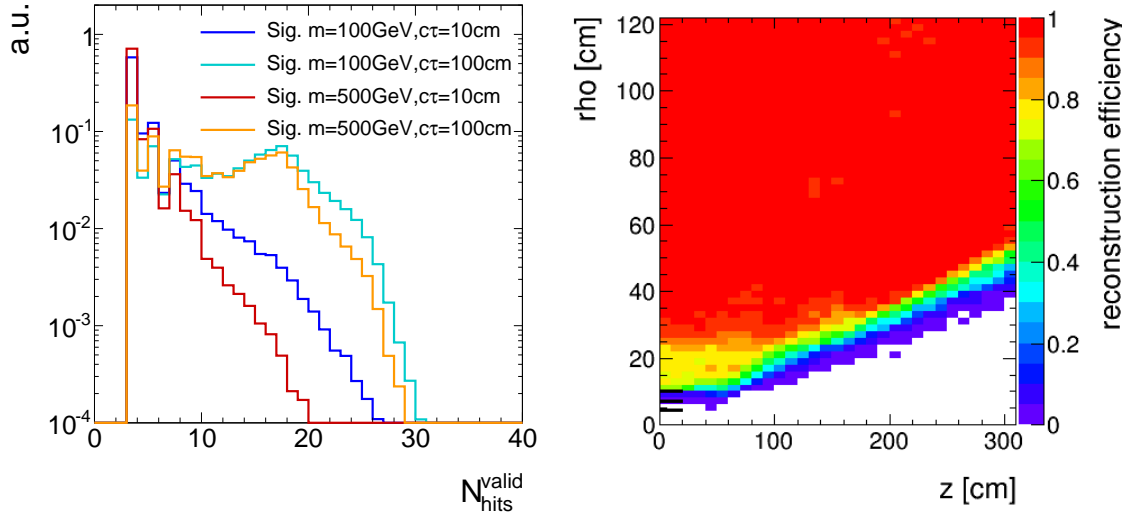 a.u.
1
10⁻¹
10⁻²
10⁻³
10⁻⁴
0 10 20 30 40
Sig. m=100GeV,cτ=10cm
Sig. m=100GeV,cτ=100cm
Sig. m=500GeV,cτ=10cm
Sig. m=500GeV,cτ=100cm
N^valid_hits
rho [cm]
120
100
80
60
40
20
0
0 100 200 300
z [cm]
1
0.8
0.6
0.4
0.2
0
reconstruction efficiency